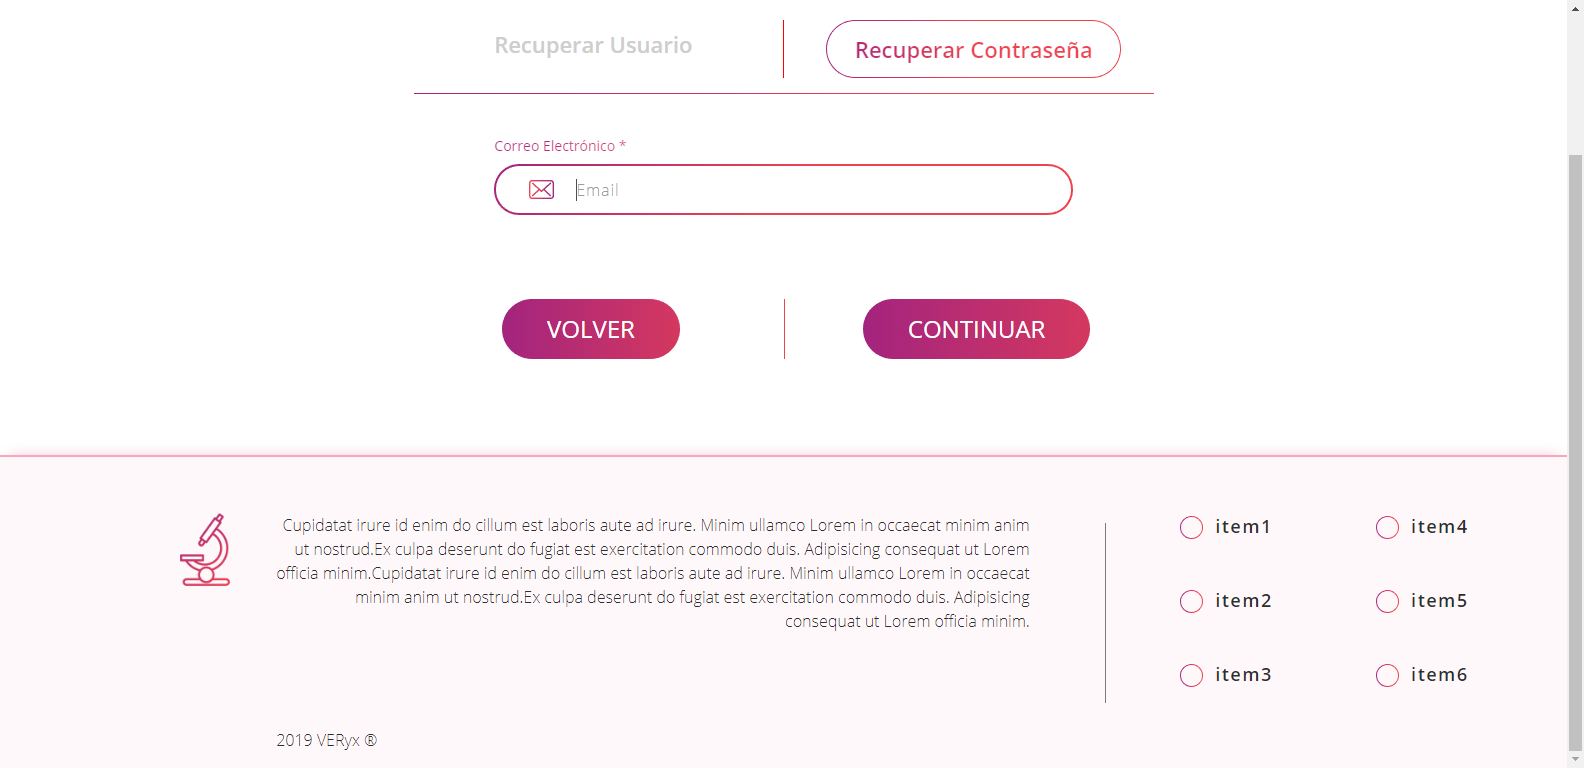 Recuperar Usuario
Recuperar Contraseña
Correo Electrónico *
Email
VOLVER
CONTINUAR
Cupidatat irure id enim do cillum est laboris aute ad irure. Minim ullamco Lorem in occaecat minim anim
ut nostrud.Ex culpa deserunt do fugiat est exercitation commodo duis. Adipisicing consequat ut Lorem
officia minim.Cupidatat irure id enim do cillum est laboris aute ad irure. Minim ullamco Lorem in occaecat
minim anim ut nostrud.Ex culpa deserunt do fugiat est exercitation commodo duis. Adipisicing
consequat ut Lorem officia minim.
item1
item2
item3
item4
item5
item6
2019 VERyx ®